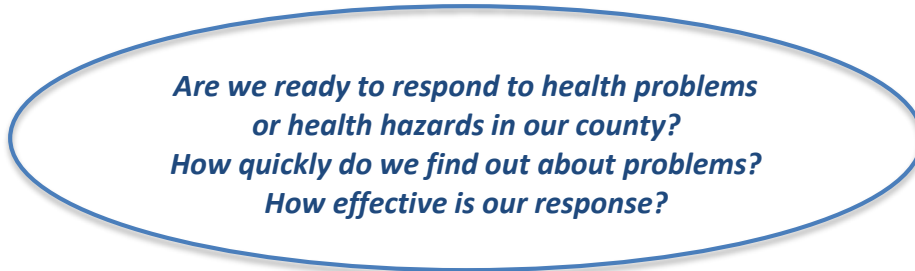 Are we ready to respond to health problems
or health hazards in our county?
How quickly do we find out about problems?
How effective is our response?